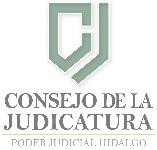 CONSEJO DE LA
JUDICATURA
PODER JUDICIAL HIDALGO